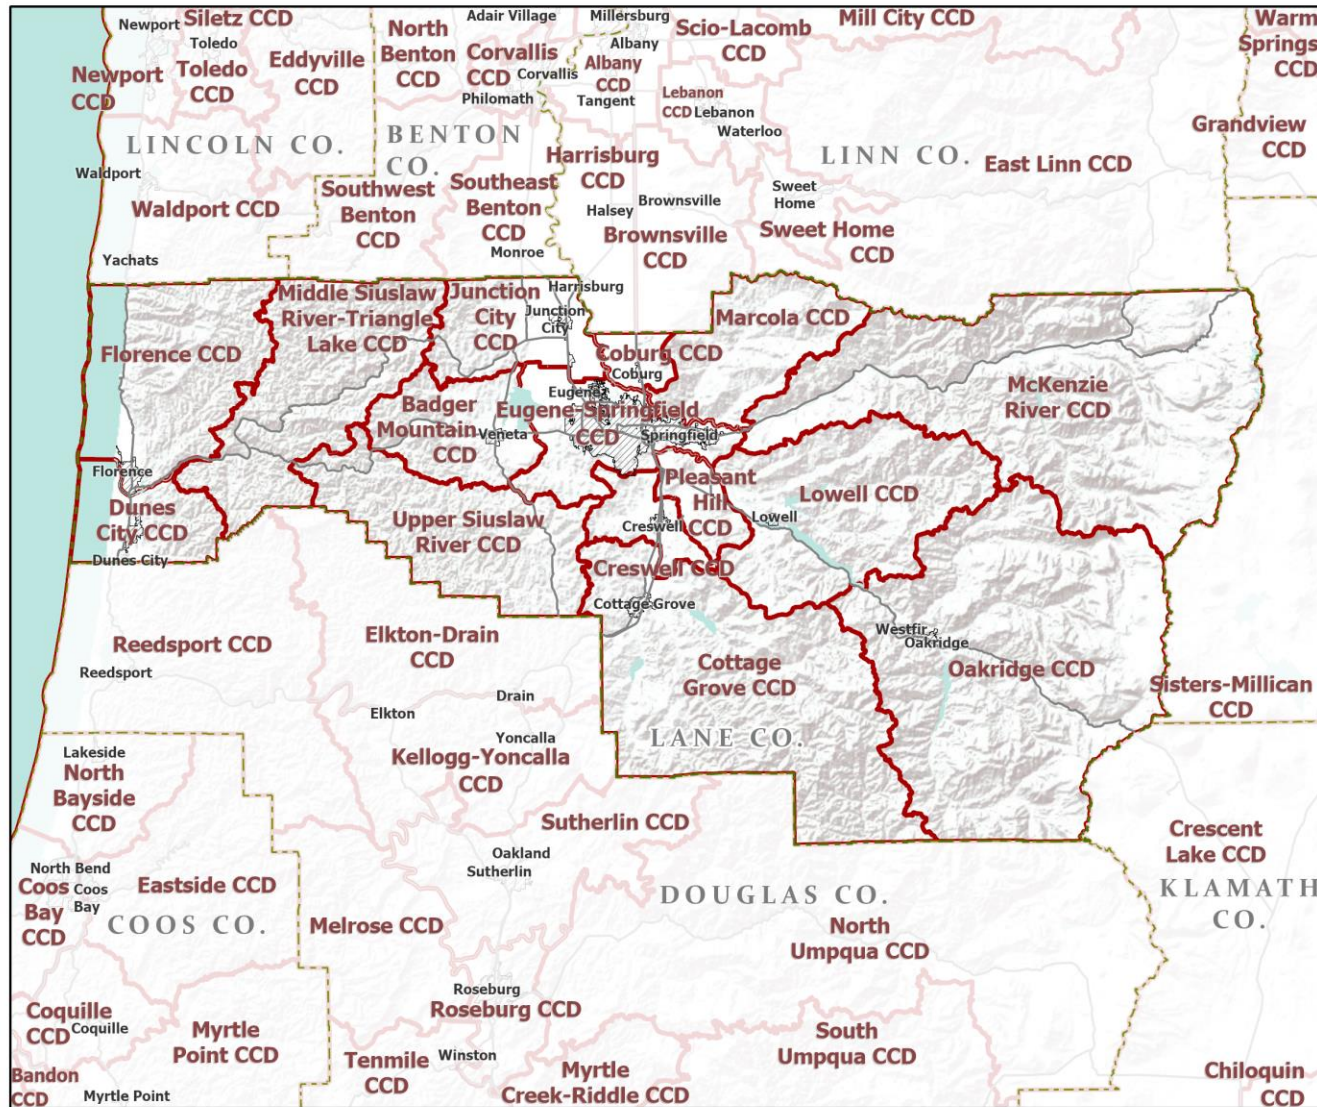 Newport
Siletz CCD
Toledo
Toledo
CCD
Eddyville
CCD
Newport
CCD
North
Benton
CCD
Adair Village
Corvallis
CCD
Corvallis
Philomath
Millersburg
Albany
Albany
CCD
Tangent
Scio-Lacomb
CCD
Lebanon
CCD
Lebanon
Waterloo
Mill City CCD
Warm
Springs
CCD
Grandview
CCD
LINCOLN CO.
BENTON
CO.
LINN CO.
East Linn CCD
Waldport
Waldport CCD
Yachats
Southwest
Benton
CCD
Southeast
Benton
CCD
Monroe
Harrisburg
CCD
Halsey
Brownsville
Brownsville
CCD
Sweet
Home
Sweet Home
CCD
Florence CCD
Middle Siuslaw
River-Triangle
Lake CCD
Junction
City
CCD
Harrisburg
Junction
City
Coburg CCD
Coburg
Marcola CCD
McKenzie
River CCD
Badger
Mountain
CCD
Veneta
Eugene
Eugene-Springfield
CCD
Springfield
Pleasant
Hill
CCD
Lowell CCD
Lowell
Florence
Dunes
City CCD
Dunes City
Upper Siuslaw
River CCD
Creswell
Creswell CCD
Cottage Grove
Cottage
Grove CCD
Westfir
Oakridge
Oakridge CCD
Sisters-Millican
CCD
LANE CO.
Reedsport CCD
Reedsport
Elkton-Drain
CCD
Drain
Elkton
Yoncalla
Kellogg-Yoncalla
CCD
Lakeside
North
Bayside
CCD
Sutherlin CCD
Oakland
Sutherlin
Crescent
Lake CCD
KLAMATH
CO.
North Bend
Coos
Bay
CCD
Coos
Bay
Eastside CCD
COOS CO.
DOUGLAS CO.
Melrose CCD
North
Umpqua CCD
Roseburg
Roseburg CCD
Coquille
CCD
Coquille
Myrtle
Point CCD
Tenmile
CCD
Winston
Myrtle
Creek-Riddle CCD
South
Umpqua CCD
Bandon
CCD
Myrtle Point
Chiloquin
CCD